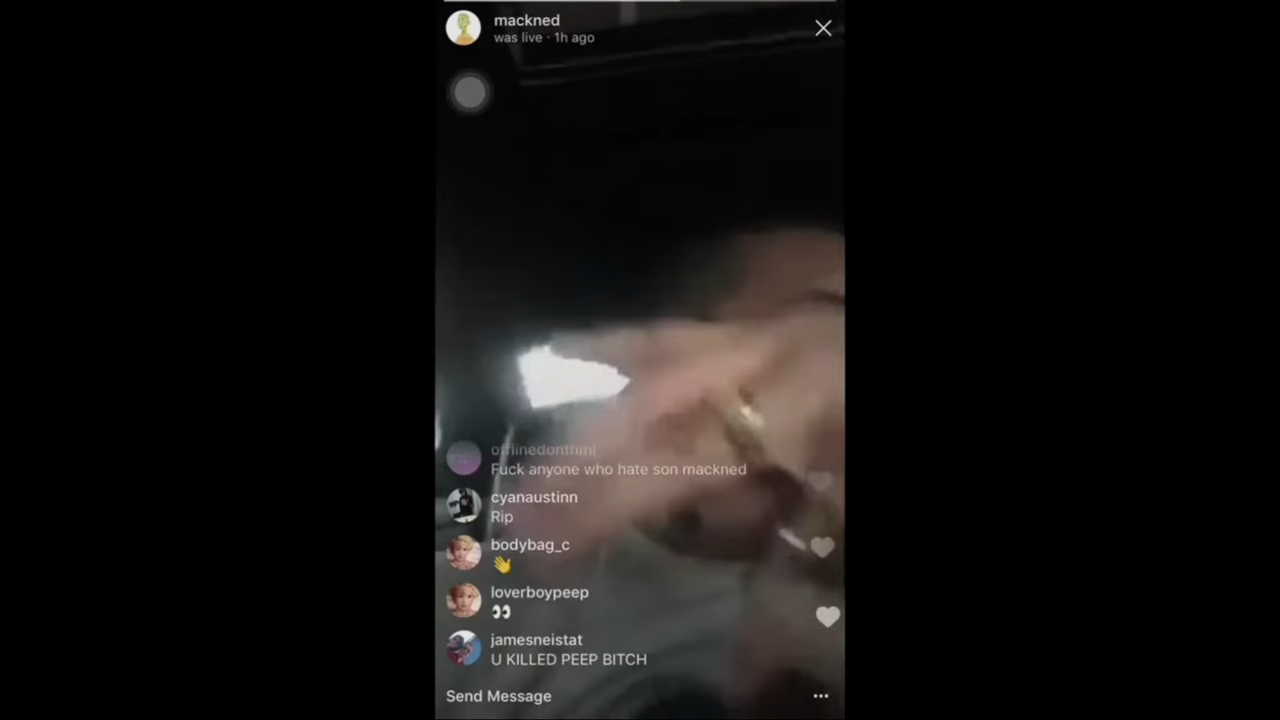 mackned
was live · 1h ago
offlinedonthmi
Fuck anyone who hate son mackned
cyanaustinn
Rip
bodybag_c
👋
loverboypeep
👀
jamesneistat
U KILLED PEEP BITCH
Send Message